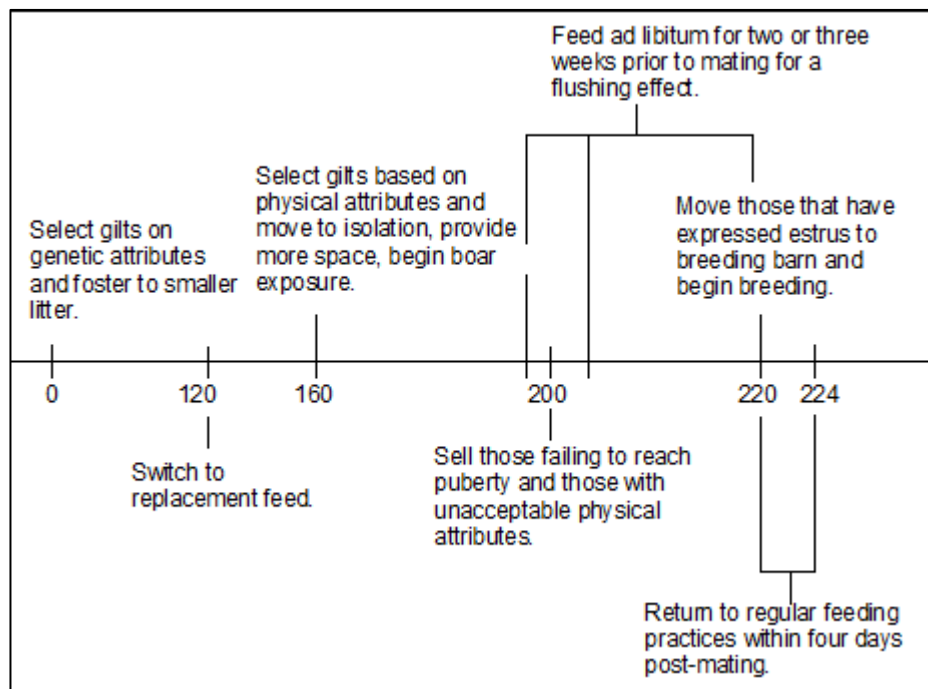 Feed ad libitum for two or three
weeks prior to mating for a
flushing effect.
Select gilts based on
physical attributes and
move to isolation, provide
more space, begin boar
exposure.
Select gilts on
genetic attributes
and foster to smaller
litter.
Move those that have
expressed estrus to
breeding barn and
begin breeding.
0
120
160
200
220
224
Switch to
replacement feed.
Sell those failing to reach
puberty and those with
unacceptable physical
attributes.
Return to regular feeding
practices within four days
post-mating.